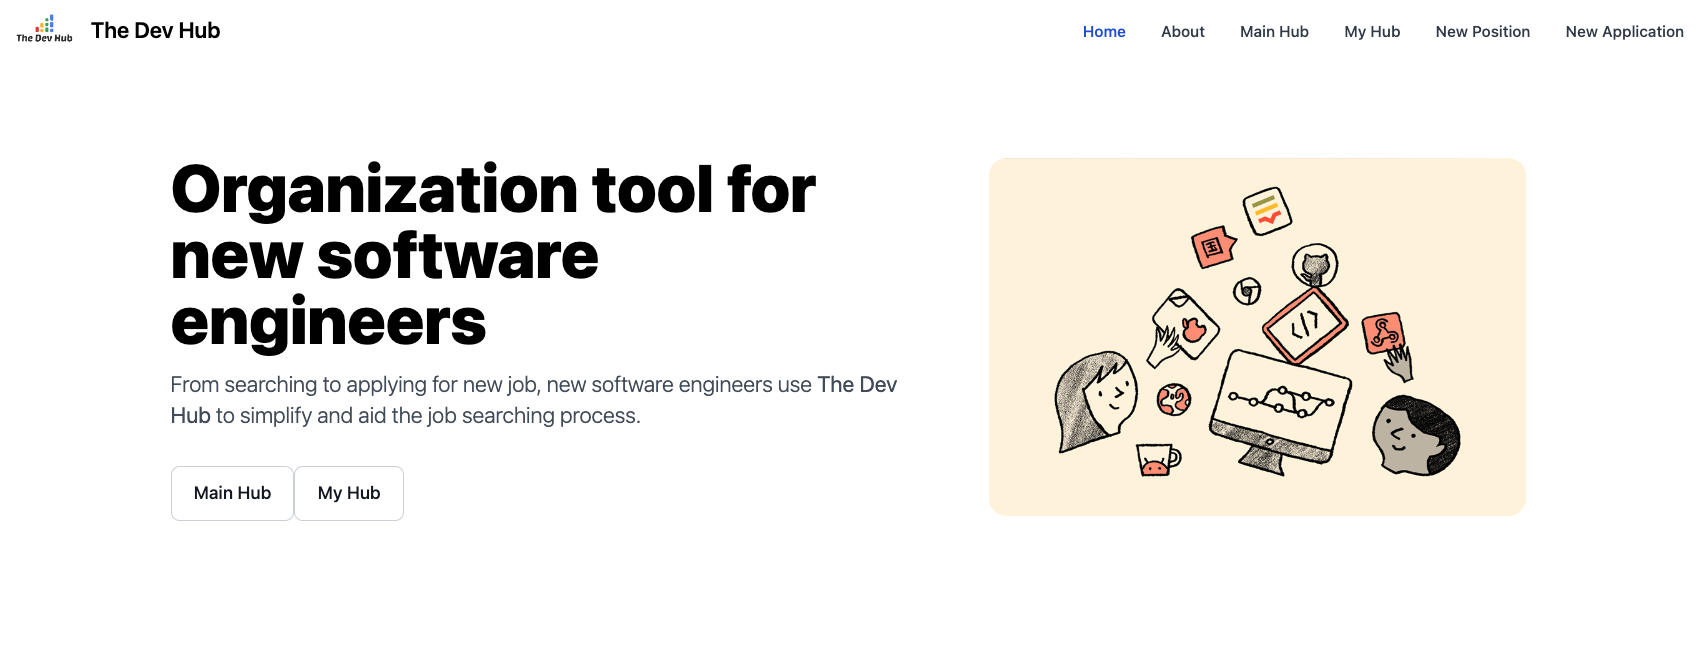 The Dev Hub
The Dev Hub
Home About Main Hub My Hub New Position New Application
Organization tool for
new software
engineers
From searching to applying for new job, new software engineers use The Dev
Hub to simplify and aid the job searching process.
Main Hub My Hub
国
</>